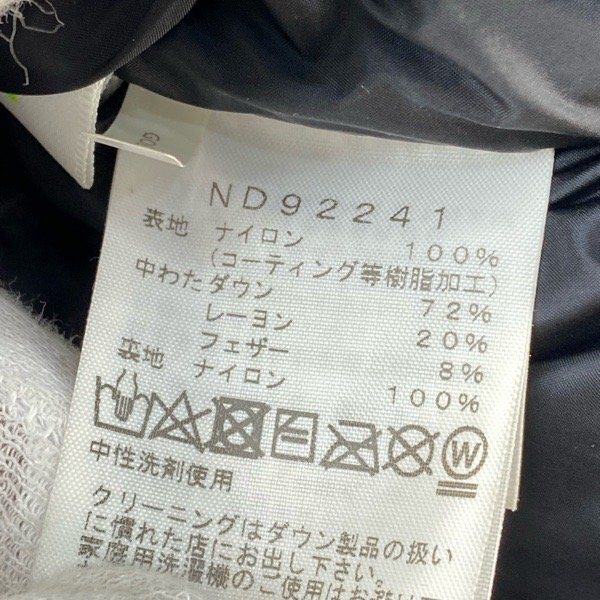 ND92241
表地 ナイロン 100%
(コーティング等樹脂加工)
中わた ダウン 72%
レーヨン 20%
フェザー 8%
裏地 ナイロン 100%
W
中性洗剤使用
クリーニングはダウン製品の扱い
に慣れた店にお出し下さい。
家庭用洗濯機のご使用はお避け